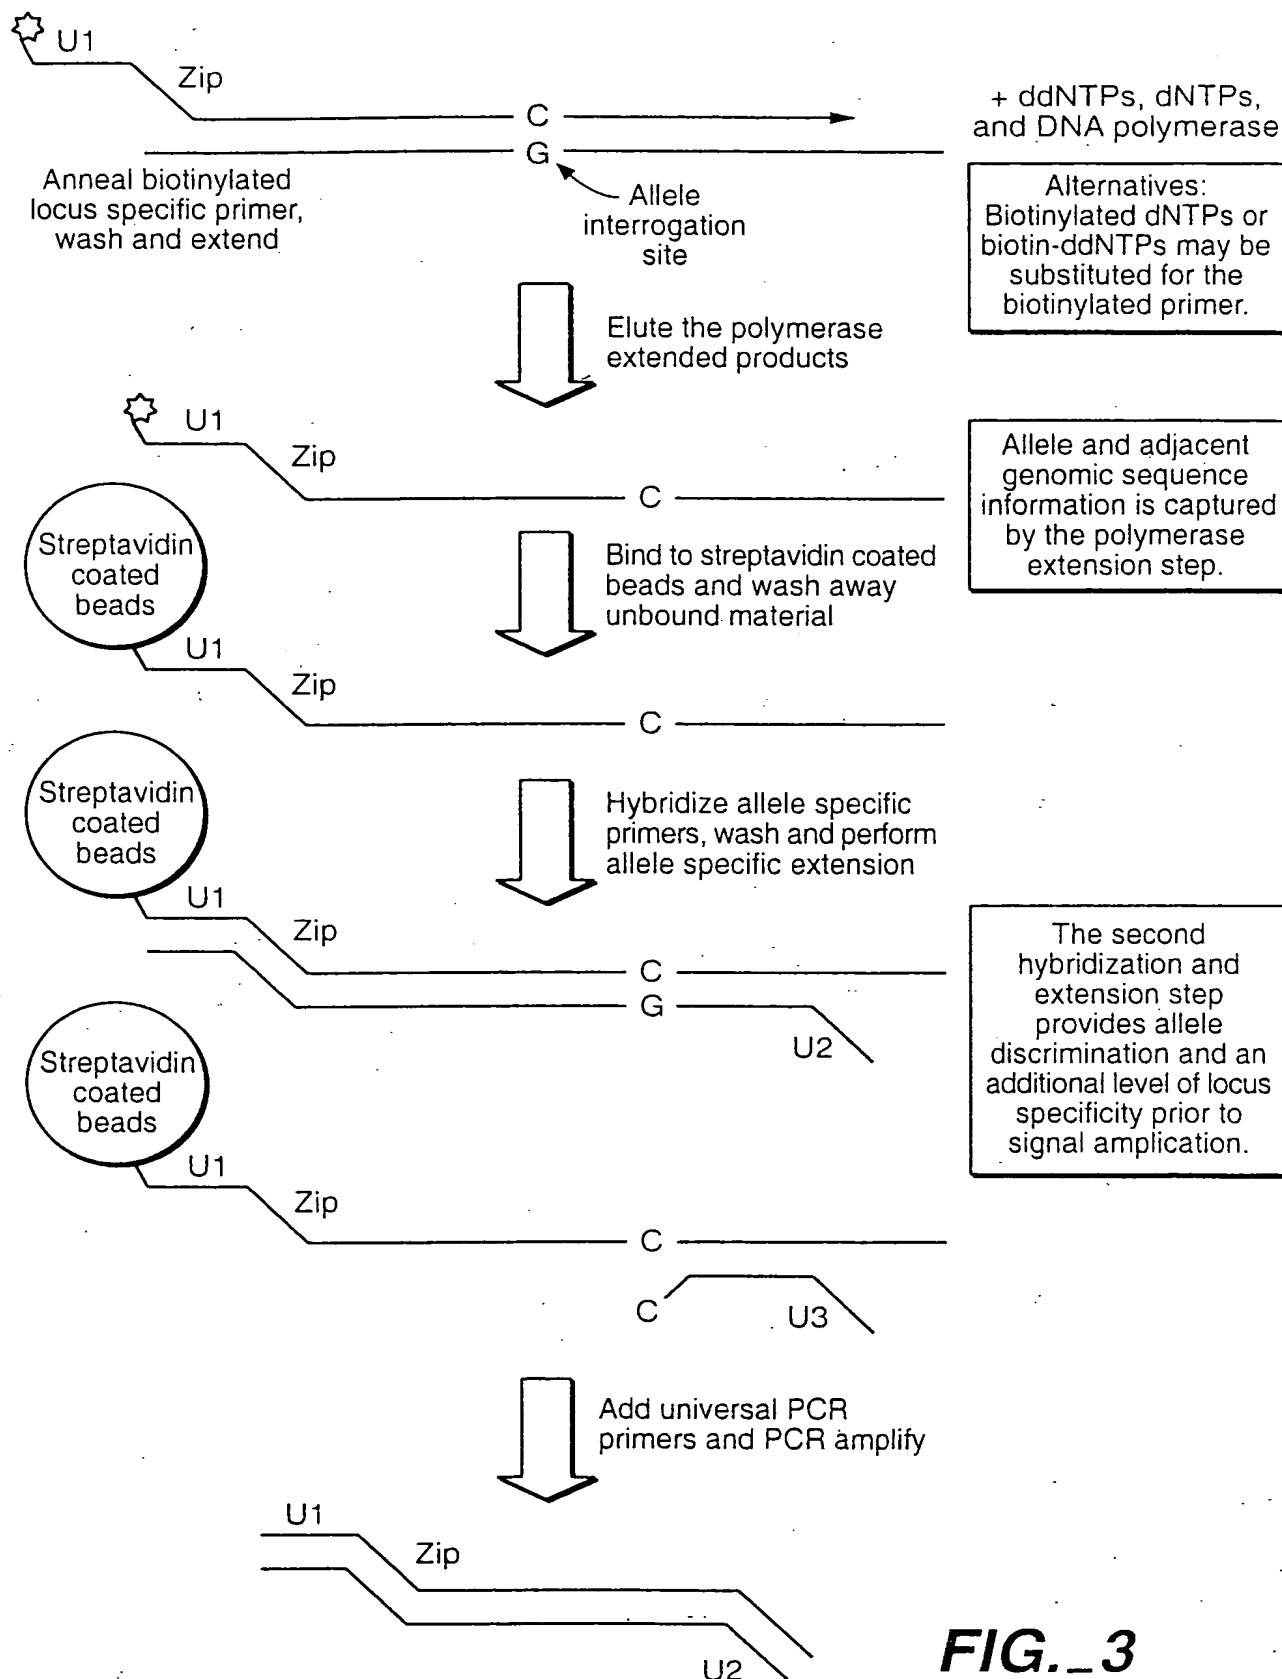 U1
Zip
C
G
+ ddNTPs, dNTPs,
and DNA polymerase
Anneal biotinylated
locus specific primer,
wash and extend
Allele
interrogation
site
Alternatives:
Biotinylated dNTPs or
biotin-ddNTPs may be
substituted for the
biotinylated primer.
Elute the polymerase
extended products
U1
Zip
C
Allele and adjacent
genomic sequence
information is captured
by the polymerase
extension step.
Streptavidin
coated
beads
Bind to streptavidin coated
beads and wash away
unbound material
U1
Zip
C
Streptavidin
coated
beads
Hybridize allele specific
primers, wash and perform
allele specific extension
U1
Zip
C
G
U2
The second
hybridization and
extension step
provides allele
discrimination and an
additional level of locus
specificity prior to
signal amplication.
Streptavidin
coated
beads
U1
Zip
C
C
U3
Add universal PCR
primers and PCR amplify
U1
Zip
U2
FIG._3